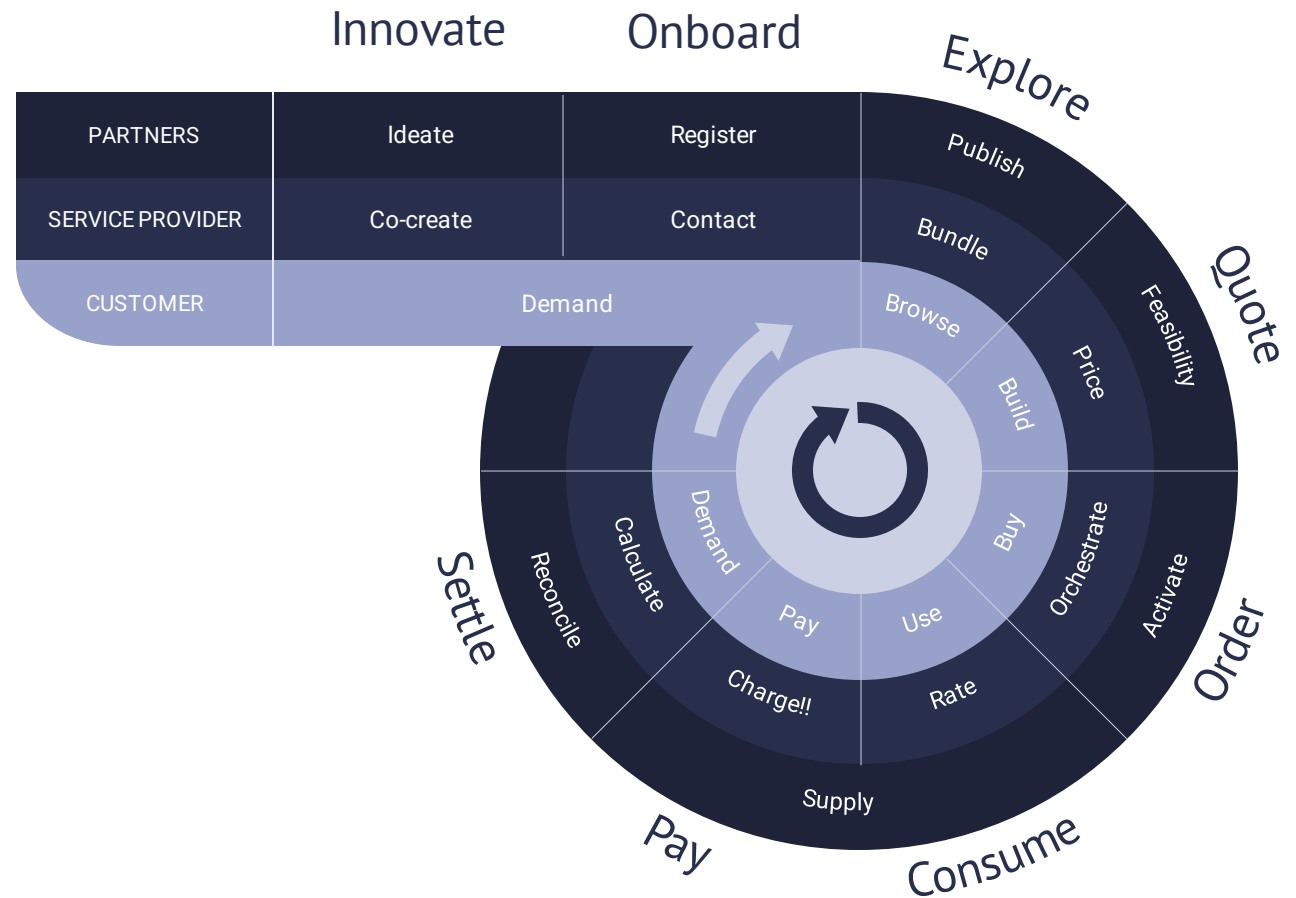 Innovate
Onboard
Explore
Quote
Order
Consume
Pay
Settle
PARTNERS
Ideate
Register
Publish
Feasibility
Activate
Supply
Reconcile
SERVICE PROVIDER
Co-create
Contact
Bundle
Price
Orchestrate
Rate
Charge!!
Calculate
CUSTOMER
Demand
Browse
Build
Buy
Use
Pay
Demand